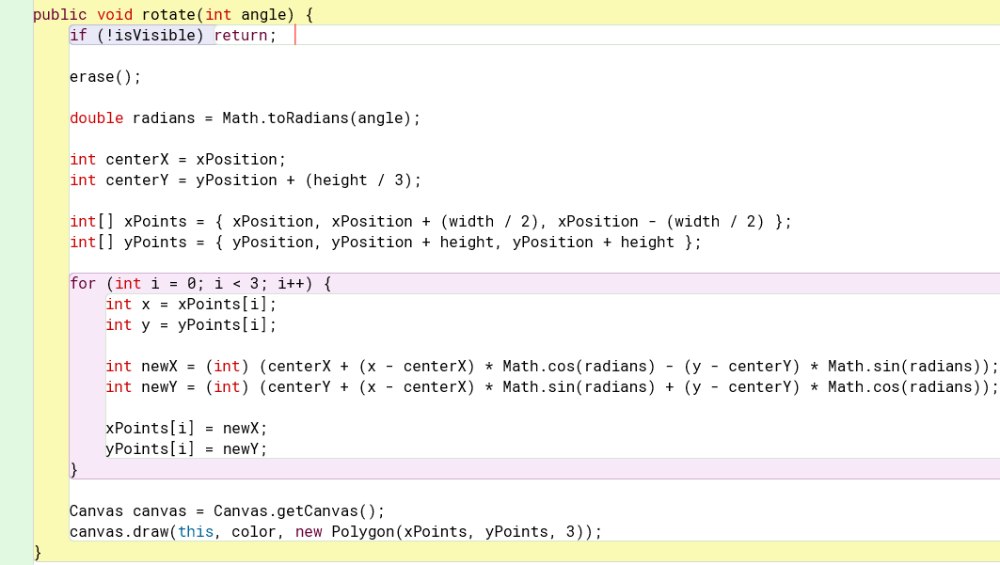 public void rotate(int angle) {
    if (!isVisible) return;
    erase();
    double radians = Math.toRadians(angle);
    int centerX = xPosition;
    int centerY = yPosition + (height / 3);
    int[] xPoints = { xPosition, xPosition + (width / 2), xPosition - (width / 2) };
    int[] yPoints = { yPosition, yPosition + height, yPosition + height };
    for (int i = 0; i < 3; i++) {
        int x = xPoints[i];
        int y = yPoints[i];
        int newX = (int) (centerX + (x - centerX) * Math.cos(radians) - (y - centerY) * Math.sin(radians));
        int newY = (int) (centerY + (x - centerX) * Math.sin(radians) + (y - centerY) * Math.cos(radians));
        xPoints[i] = newX;
        yPoints[i] = newY;
    }
    Canvas canvas = Canvas.getCanvas();
    canvas.draw(this, color, new Polygon(xPoints, yPoints, 3));
}